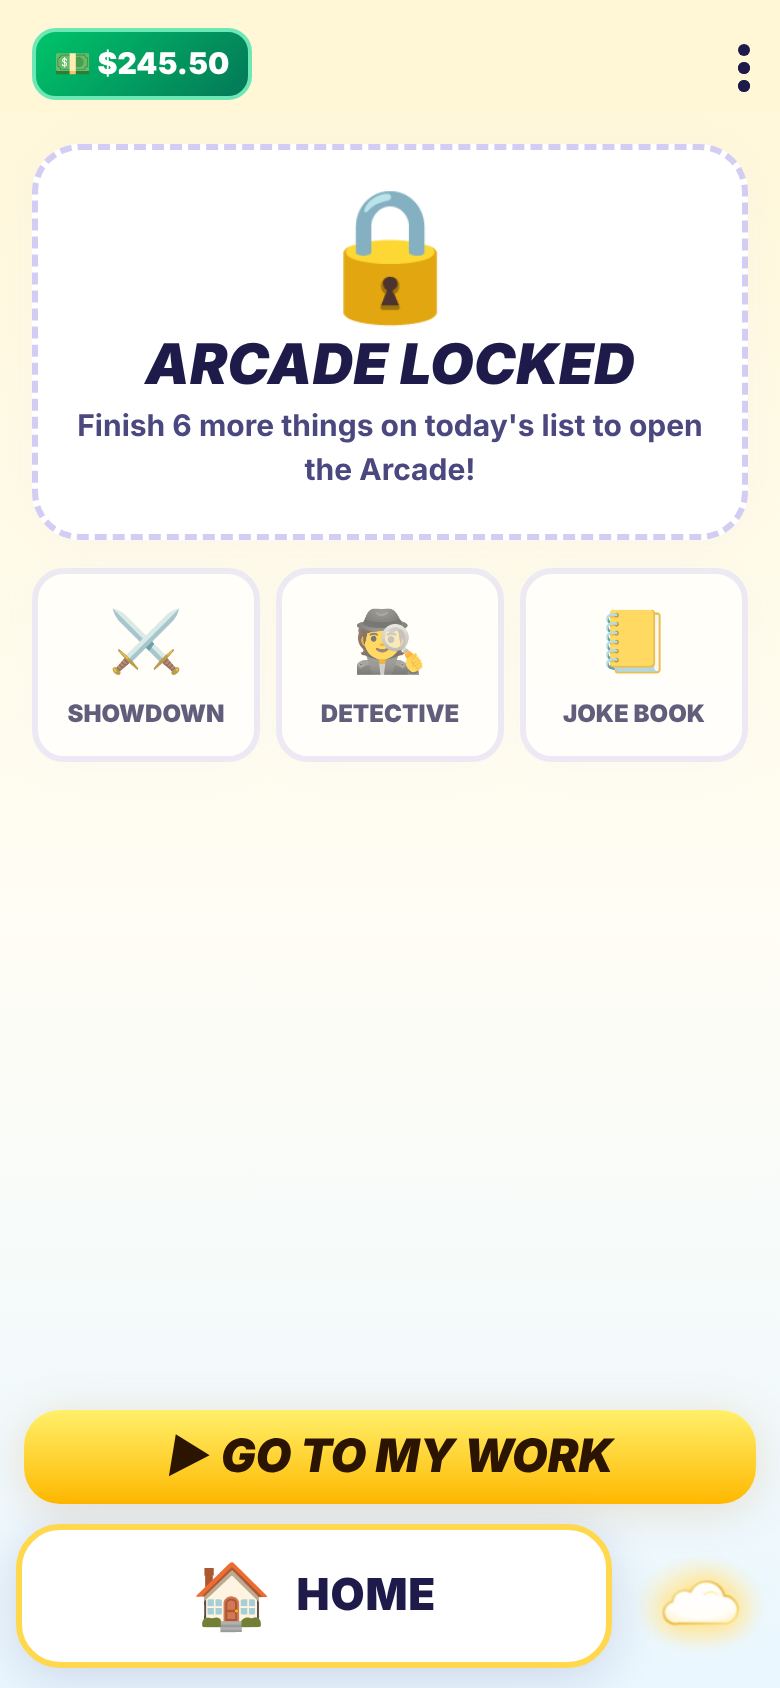 $245.50
ARCADE LOCKED
Finish 6 more things on today's list to open
the Arcade!
SHOWDOWN
DETECTIVE
JOKE BOOK
▶ GO TO MY WORK
HOME